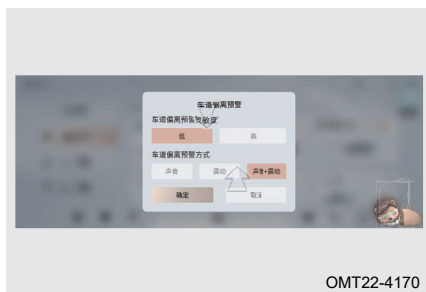 车道偏离预警
车道偏离预警灵敏度
低 高
车道偏离预警方式
声音 震动 声音+震动
确定 取消
OMT22-4170